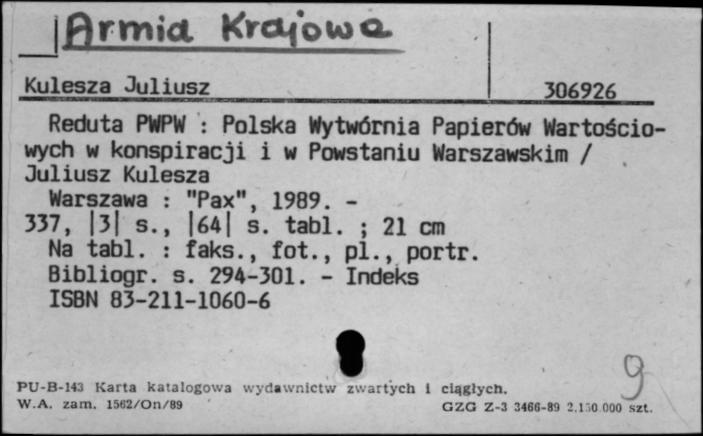 Armia Krajowa
Kulesza Juliusz 306926
Reduta PWPW : Polska Wytwórnia Papierów Wartościo-
wych w konspiracji i w Powstaniu Warszawskim /
Juliusz Kulesza
Warszawa : "Pax", 1989. -
337, |3| s., |64| s. tabl. ; 21 cm
Na tabl. : faks., fot., pl., portr.
Bibliogr. s. 294-301. - Indeks
ISBN 83-211-1060-6
9
PU-B-143 Karta katalogowa wydawnictw zwartych i ciągłych.
W.A. zam. 1562/On/89 GZG Z-3 3466-89 2.150 000 szt.